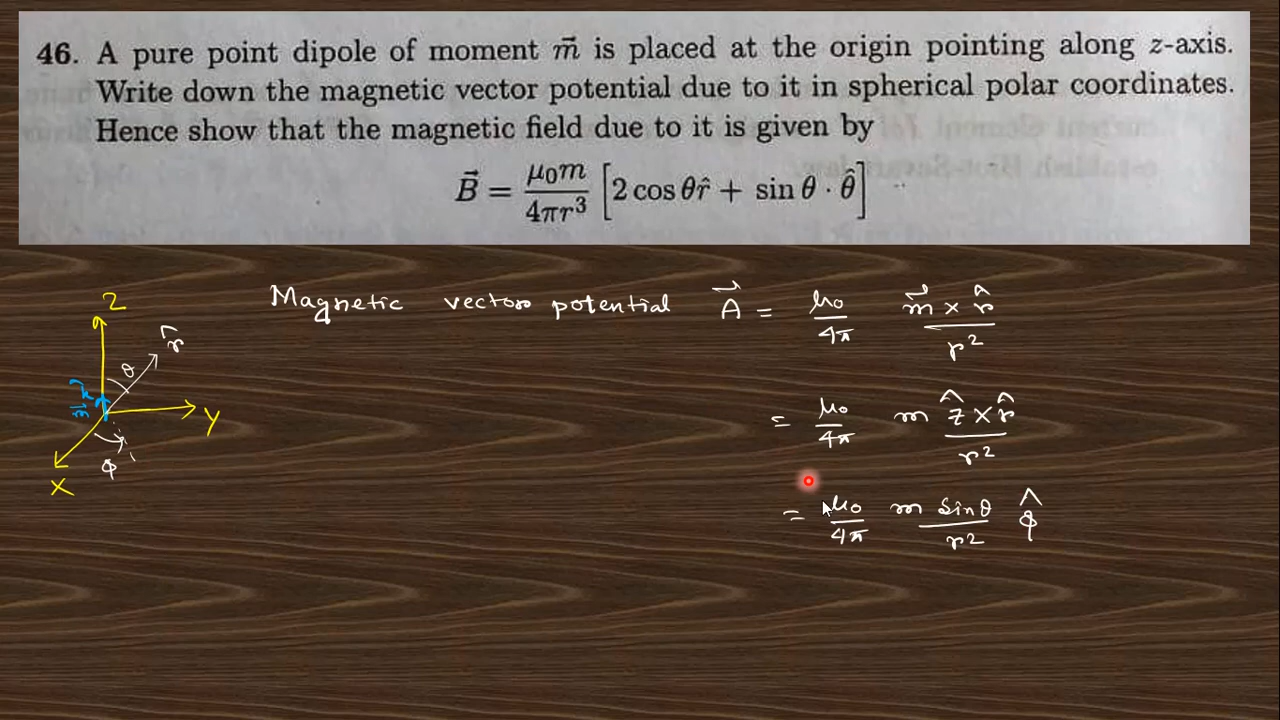 46. A pure point dipole of moment m⃗ is placed at the origin pointing along z-axis.
Write down the magnetic vector potential due to it in spherical polar coordinates.
Hence show that the magnetic field due to it is given by
B⃗ = μ₀m/4πr³ [2 cos θr̂ + sin θ · θ̂]
Magnetic vector potential A⃗ = μ₀/4π m⃗ × r̂/r²
= μ₀/4π m ẑ × r̂/r²
= μ₀/4π m sinθ/r² φ̂
Z
r̂
θ
m⃗
Y
φ
X